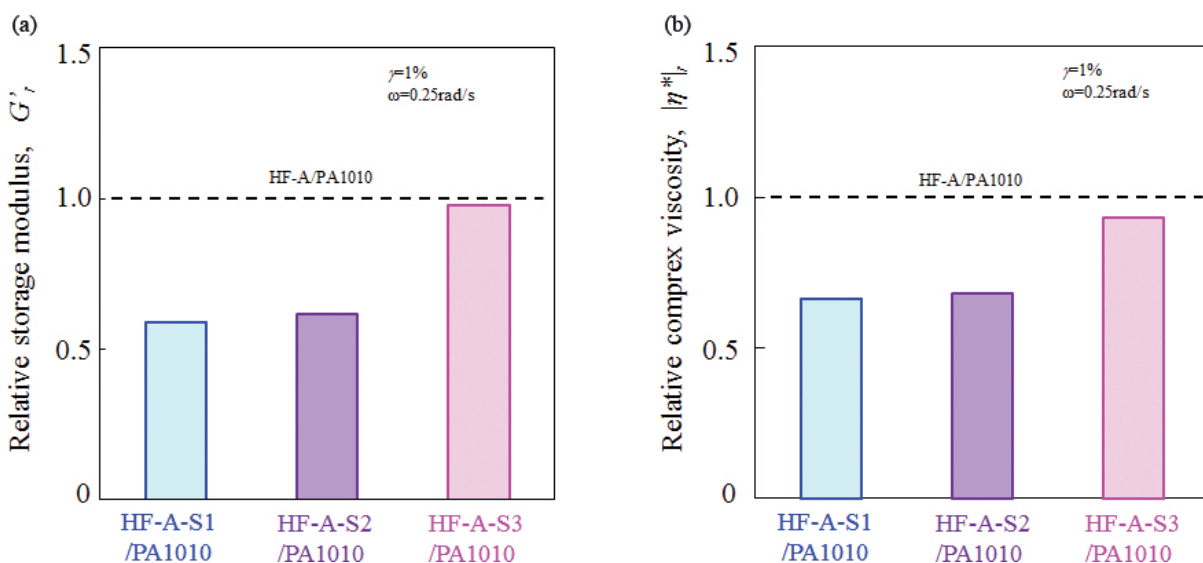 (a)
Relative storage modulus, G'r
1.5
1.0
0.5
0
γ=1%
ω=0.25rad/s
HF-A/PA1010
HF-A-S1
/PA1010
HF-A-S2
/PA1010
HF-A-S3
/PA1010
(b)
Relative comprex viscosity, |η*|r
1.5
1.0
0.5
0
γ=1%
ω=0.25rad/s
HF-A/PA1010
HF-A-S1
/PA1010
HF-A-S2
/PA1010
HF-A-S3
/PA1010